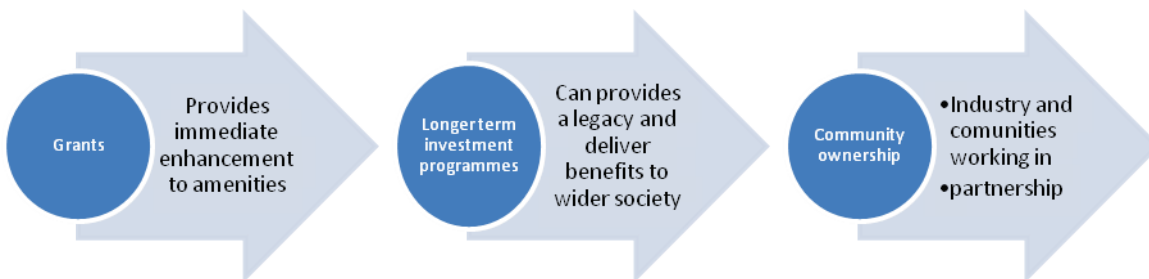 Grants
Provides
immediate
enhancement
to amenities
Longer term
investment
programmes
Can provides
a legacy and
deliver
benefits to
wider society
Community
ownership
•Industry and
comunities
working in
•partnership